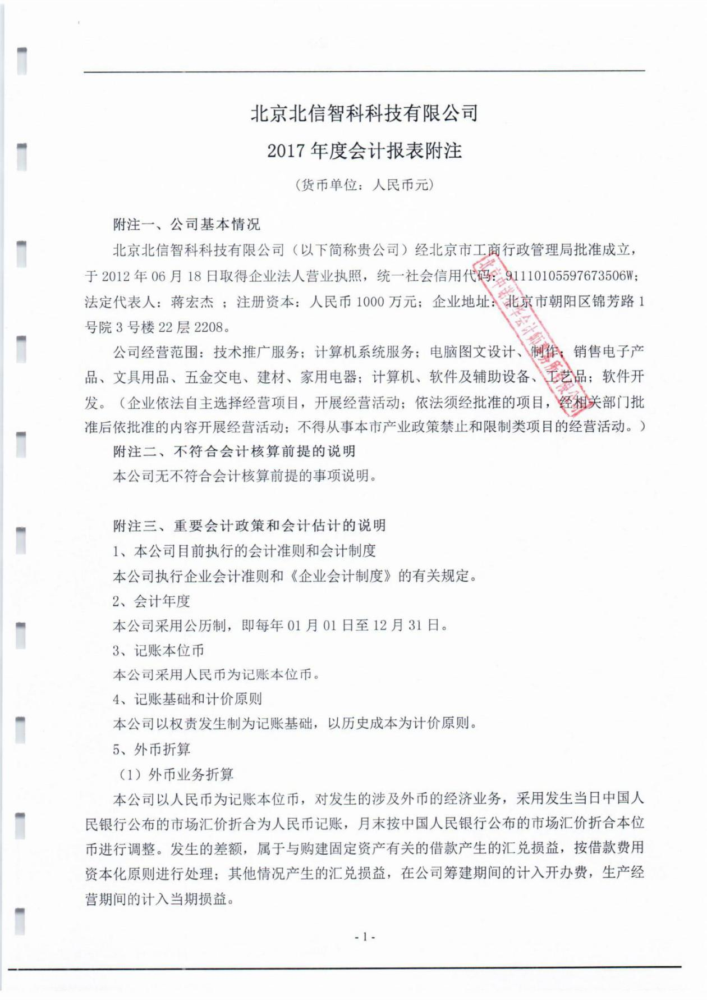 北京北信智科科技有限公司
2017 年度会计报表附注
(货币单位：人民币元)
附注一、公司基本情况
北京北信智科科技有限公司（以下简称贵公司）经北京市工商行政管理局批准成立，
于 2012 年 06 月 18 日取得企业法人营业执照，统一社会信用代码：91110105597673506W；
法定代表人：蒋宏杰 ；注册资本：人民币 1000 万元；企业地址：北京市朝阳区锦芳路 1
号院 3 号楼 22 层 2208。
公司经营范围：技术推广服务；计算机系统服务；电脑图文设计、制作；销售电子产
品、文具用品、五金交电、建材、家用电器；计算机、软件及辅助设备、工艺品；软件开
发。（企业依法自主选择经营项目，开展经营活动；依法须经批准的项目，经相关部门批
准后依批准的内容开展经营活动；不得从事本市产业政策禁止和限制类项目的经营活动。）
附注二、不符合会计核算前提的说明
本公司无不符合会计核算前提的事项说明。
附注三、重要会计政策和会计估计的说明
1、本公司目前执行的会计准则和会计制度
本公司执行企业会计准则和《企业会计制度》的有关规定。
2、会计年度
本公司采用公历制，即每年 01 月 01 日至 12 月 31 日。
3、记账本位币
本公司采用人民币为记账本位币。
4、记账基础和计价原则
本公司以权责发生制为记账基础，以历史成本为计价原则。
5、外币折算
（1）外币业务折算
本公司以人民币为记账本位币，对发生的涉及外币的经济业务，采用发生当日中国人
民银行公布的市场汇价折合为人民币记账，月末按中国人民银行公布的市场汇价折合本位
币进行调整。发生的差额，属于与购建固定资产有关的借款产生的汇兑损益，按借款费用
资本化原则进行处理；其他情况产生的汇兑损益，在公司筹建期间的计入开办费，生产经
营期间的计入当期损益。
- 1 -